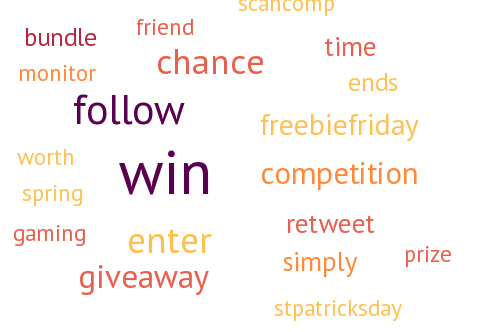 scancomp
friend
bundle
time
chance
monitor
ends
follow
freebiefriday
worth
win
competition
spring
retweet
gaming
enter
prize
simply
giveaway
stpatricksday